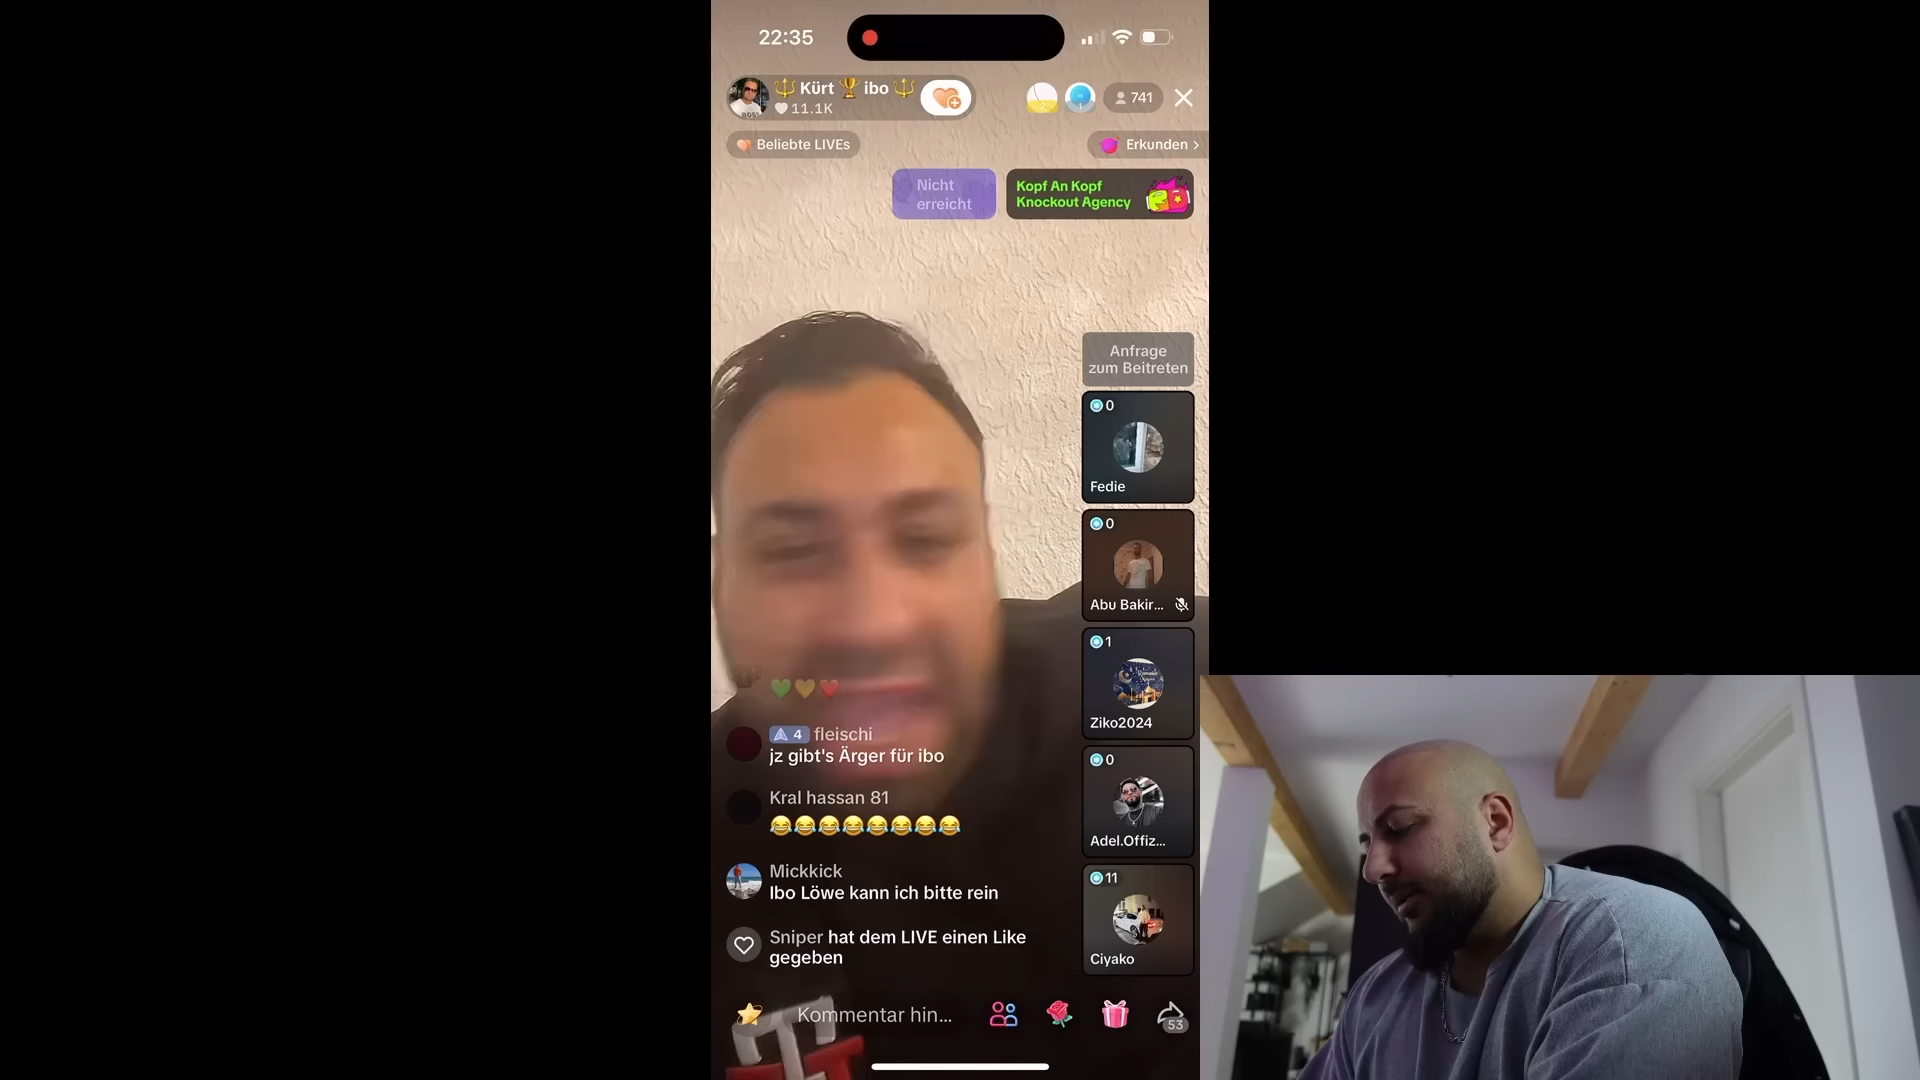 22:35
🔱 Kürt 🏆 ibo 🔱
11.1K
741
Beliebte LIVEs
Erkunden >
Nicht
erreicht
Kopf An Kopf
Knockout Agency
Anfrage
zum Beitreten
0
Fedie
0
Abu Bakir...
1
Ziko2024
0
Adel.Offiz...
11
Ciyako
💚💛❤️
4 fleischi
jz gibt's Ärger für ibo
Kral hassan 81
😂😂😂😂😂😂😂😂
Mickkick
Ibo Löwe kann ich bitte rein
Sniper hat dem LIVE einen Like
gegeben
Kommentar hin...
53